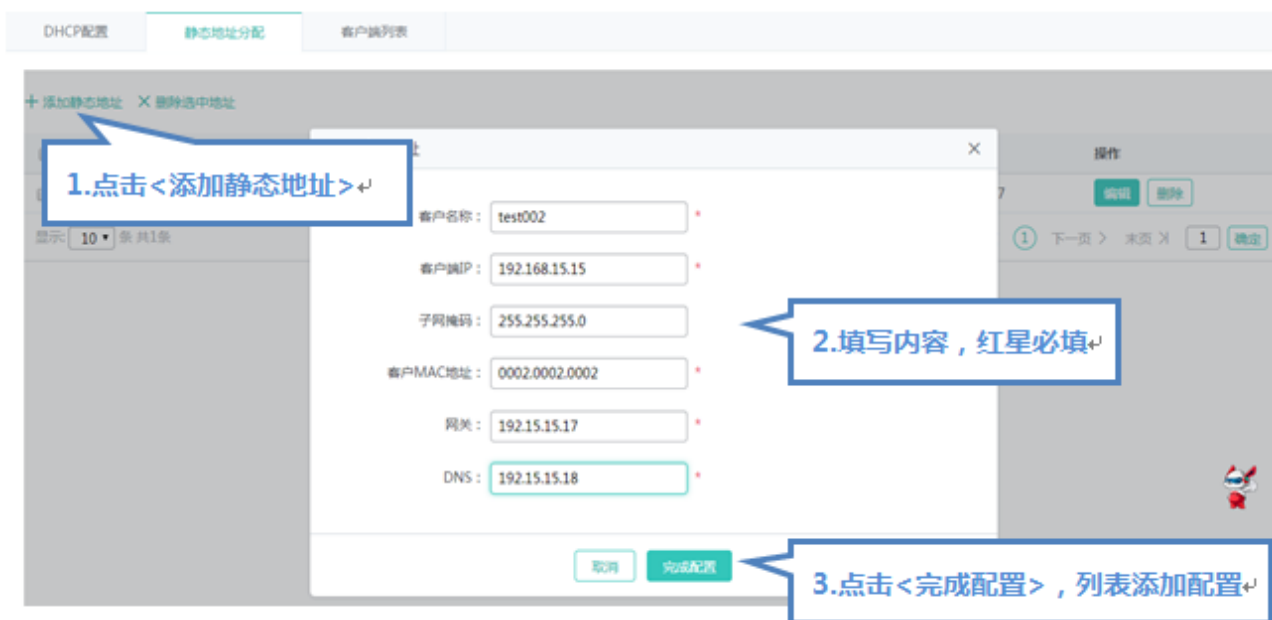 DHCP配置 静态地址分配 客户端列表
+ 添加静态地址 ✕ 删除选中地址
址 ✕
操作
1.点击<添加静态地址>↵
7 编辑 删除
客户名称： test002 *
显示: 10 条 共1条
1 下一页 末页 1 确定
客户端IP： 192.168.15.15 *
子网掩码： 255.255.255.0
2.填写内容，红星必填↵
客户MAC地址： 0002.0002.0002 *
网关： 192.15.15.17 *
DNS： 192.15.15.18 *
取消 完成配置
3.点击<完成配置>，列表添加配置↵